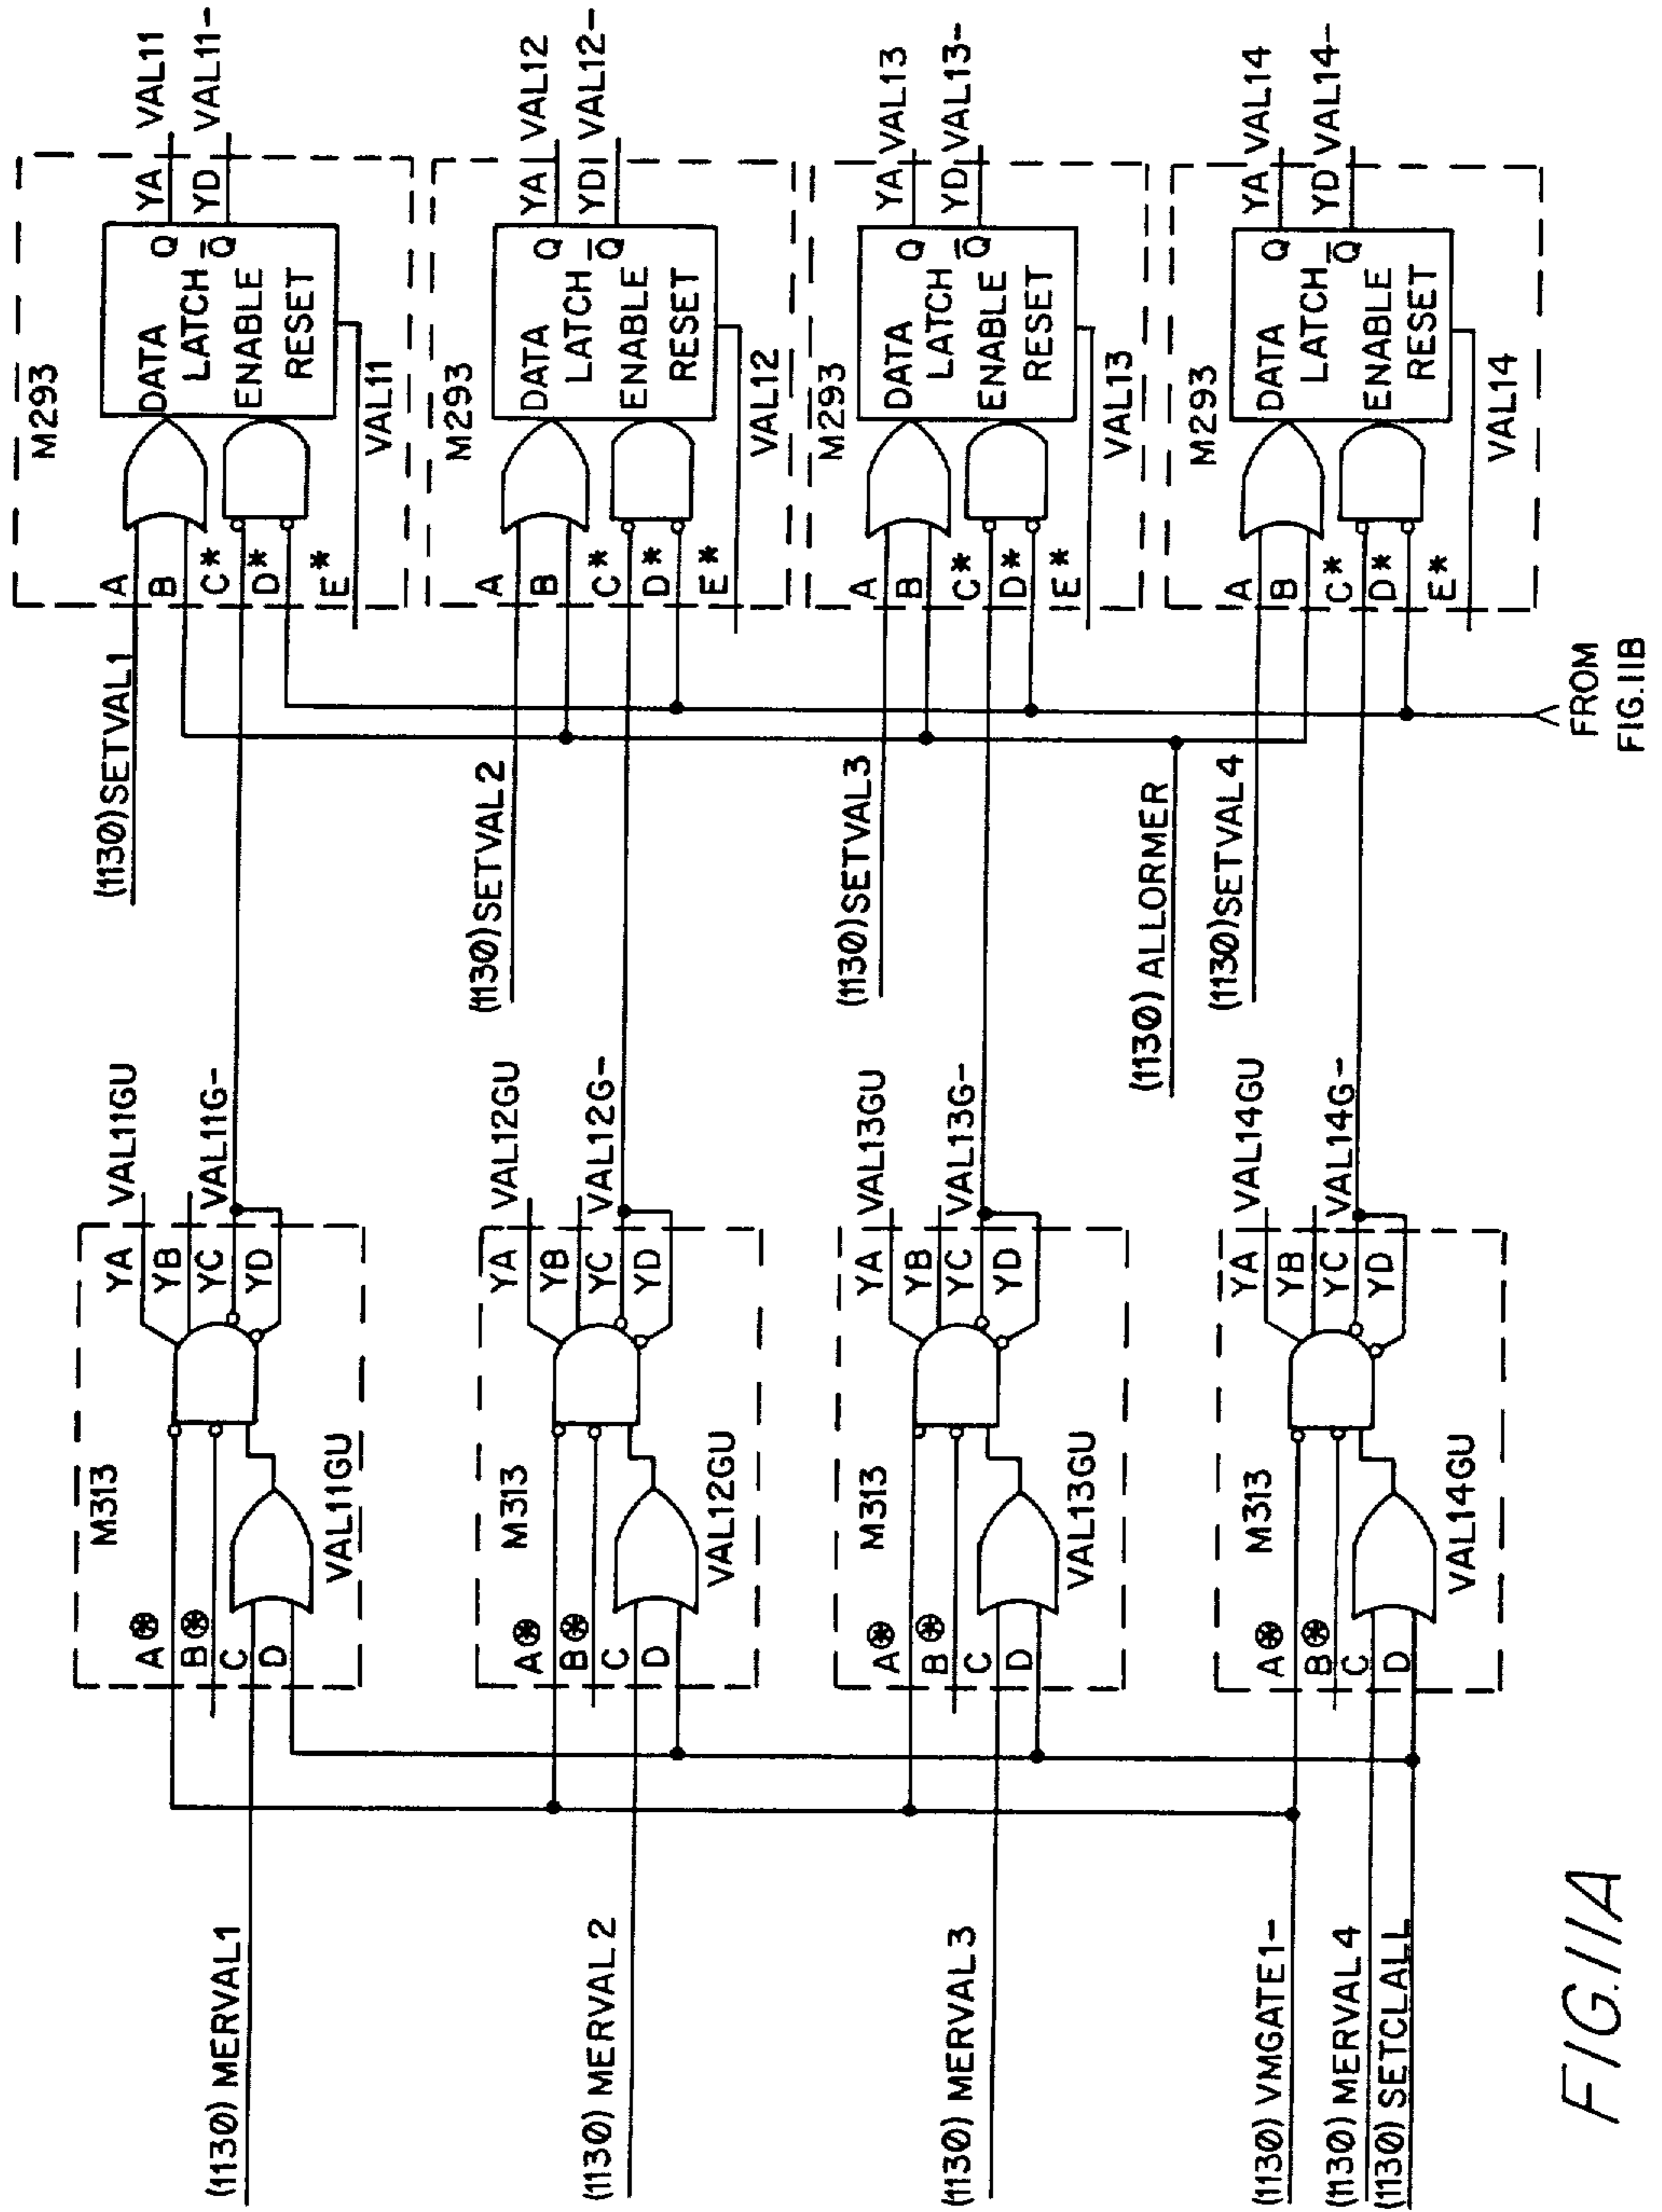 (1130) MERVAL1
M313
A⊛
B⊛
C
D
YA
YB
YC
YD
VAL11GU
VAL11GU
VAL11G-
(1130)SETVAL1
M293
A
B
C*
D*
E*
DATA
LATCH
ENABLE
RESET
Q
Q̅
VAL11
YA
YD
VAL11
VAL11-
(1130) MERVAL2
M313
A⊛
B⊛
C
D
YA
YB
YC
YD
VAL12GU
VAL12GU
VAL12G-
(1130)SETVAL2
M293
A
B
C*
D*
E*
DATA
LATCH
ENABLE
RESET
Q
Q̅
VAL12
YA
YD
VAL12
VAL12-
(1130) MERVAL3
M313
A⊛
B⊛
C
D
YA
YB
YC
YD
VAL13GU
VAL13GU
VAL13G-
(1130)SETVAL3
M293
A
B
C*
D*
E*
DATA
LATCH
ENABLE
RESET
Q
Q̅
VAL13
YA
YD
VAL13
VAL13-
(1130) ALLORMER
(1130) VMGATE1-
(1130) MERVAL4
(1130) SETCLALL
M313
A⊛
B⊛
C
D
YA
YB
YC
YD
VAL14GU
VAL14GU
VAL14G-
(1130)SETVAL4
M293
A
B
C*
D*
E*
DATA
LATCH
ENABLE
RESET
Q
Q̅
VAL14
YA
YD
VAL14
VAL14-
FROM
FIG.11B
FIG.11A